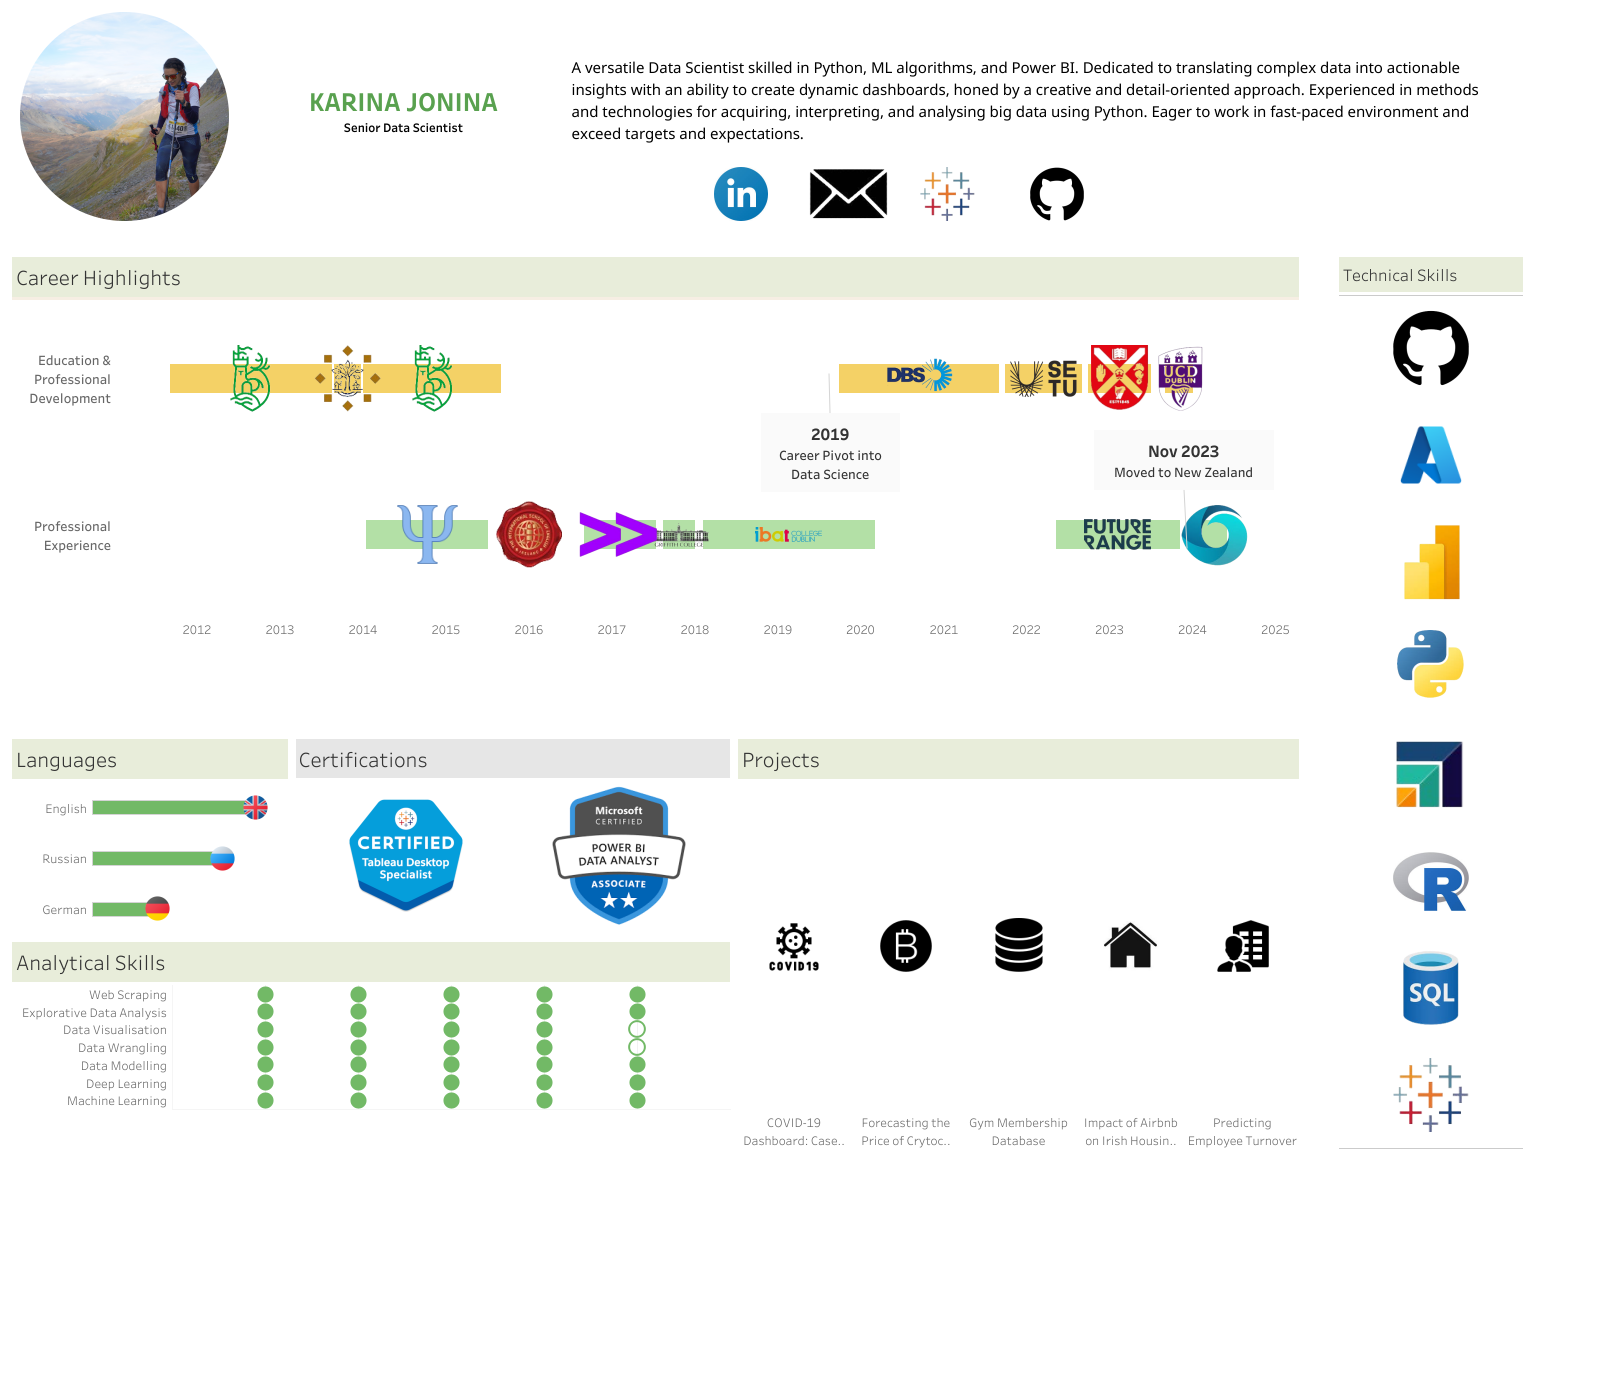 KARINA JONINA
Senior Data Scientist
A versatile Data Scientist skilled in Python, ML algorithms, and Power BI. Dedicated to translating complex data into actionable
insights with an ability to create dynamic dashboards, honed by a creative and detail-oriented approach. Experienced in methods
and technologies for acquiring, interpreting, and analysing big data using Python. Eager to work in fast-paced environment and
exceed targets and expectations.
in
Career Highlights
Technical Skills
Education &
Professional
Development
DBS
SE
TU
UCD
DUBLIN
2019
Career Pivot into
Data Science
Nov 2023
Moved to New Zealand
Professional
Experience
GRIFFITH COLLEGE
ibat COLLEGE
DUBLIN
FUTURE
RANGE
2012 2013 2014 2015 2016 2017 2018 2019 2020 2021 2022 2023 2024 2025
Languages
English
Russian
German
Certifications
CERTIFIED
Tableau Desktop
Specialist
Microsoft
CERTIFIED
POWER BI
DATA ANALYST
ASSOCIATE
Projects
COVID19
COVID-19
Dashboard: Case..
Forecasting the
Price of Crytoc..
Gym Membership
Database
Impact of Airbnb
on Irish Housin..
Predicting
Employee Turnover
Analytical Skills
Web Scraping
Explorative Data Analysis
Data Visualisation
Data Wrangling
Data Modelling
Deep Learning
Machine Learning
R
SQL